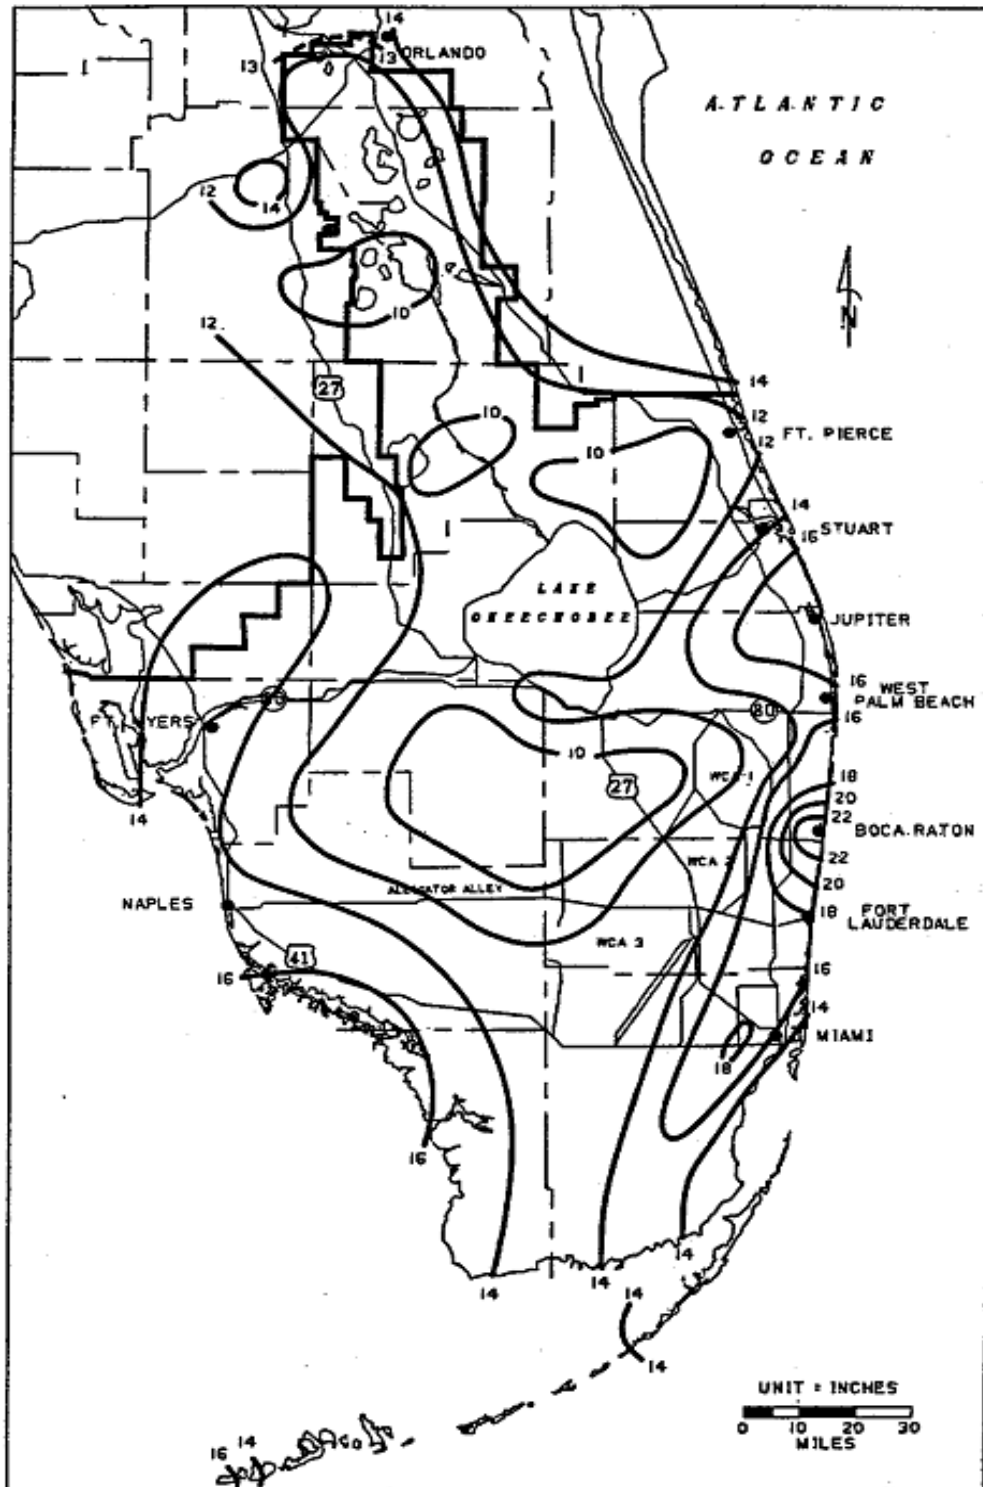 14
ORLANDO
13
13
ATLANTIC
OCEAN
12
14
N
10
12
27
14
10
12
FT. PIERCE
12
10
14
STUART
16
LAKE
OKEECHOBEE
JUPITER
16
WEST
PALM BEACH
80
16
FT. MYERS
10
WCA 1
18
27
20
22
14
BOCA RATON
WCA 2
22
ALLIGATOR ALLEY
20
NAPLES
18
FORT
LAUDERDALE
WCA 3
41
16
16
14
MIAMI
18
16
14
14
14
14
14
UNIT = INCHES
0 10 20 30
MILES
16 14